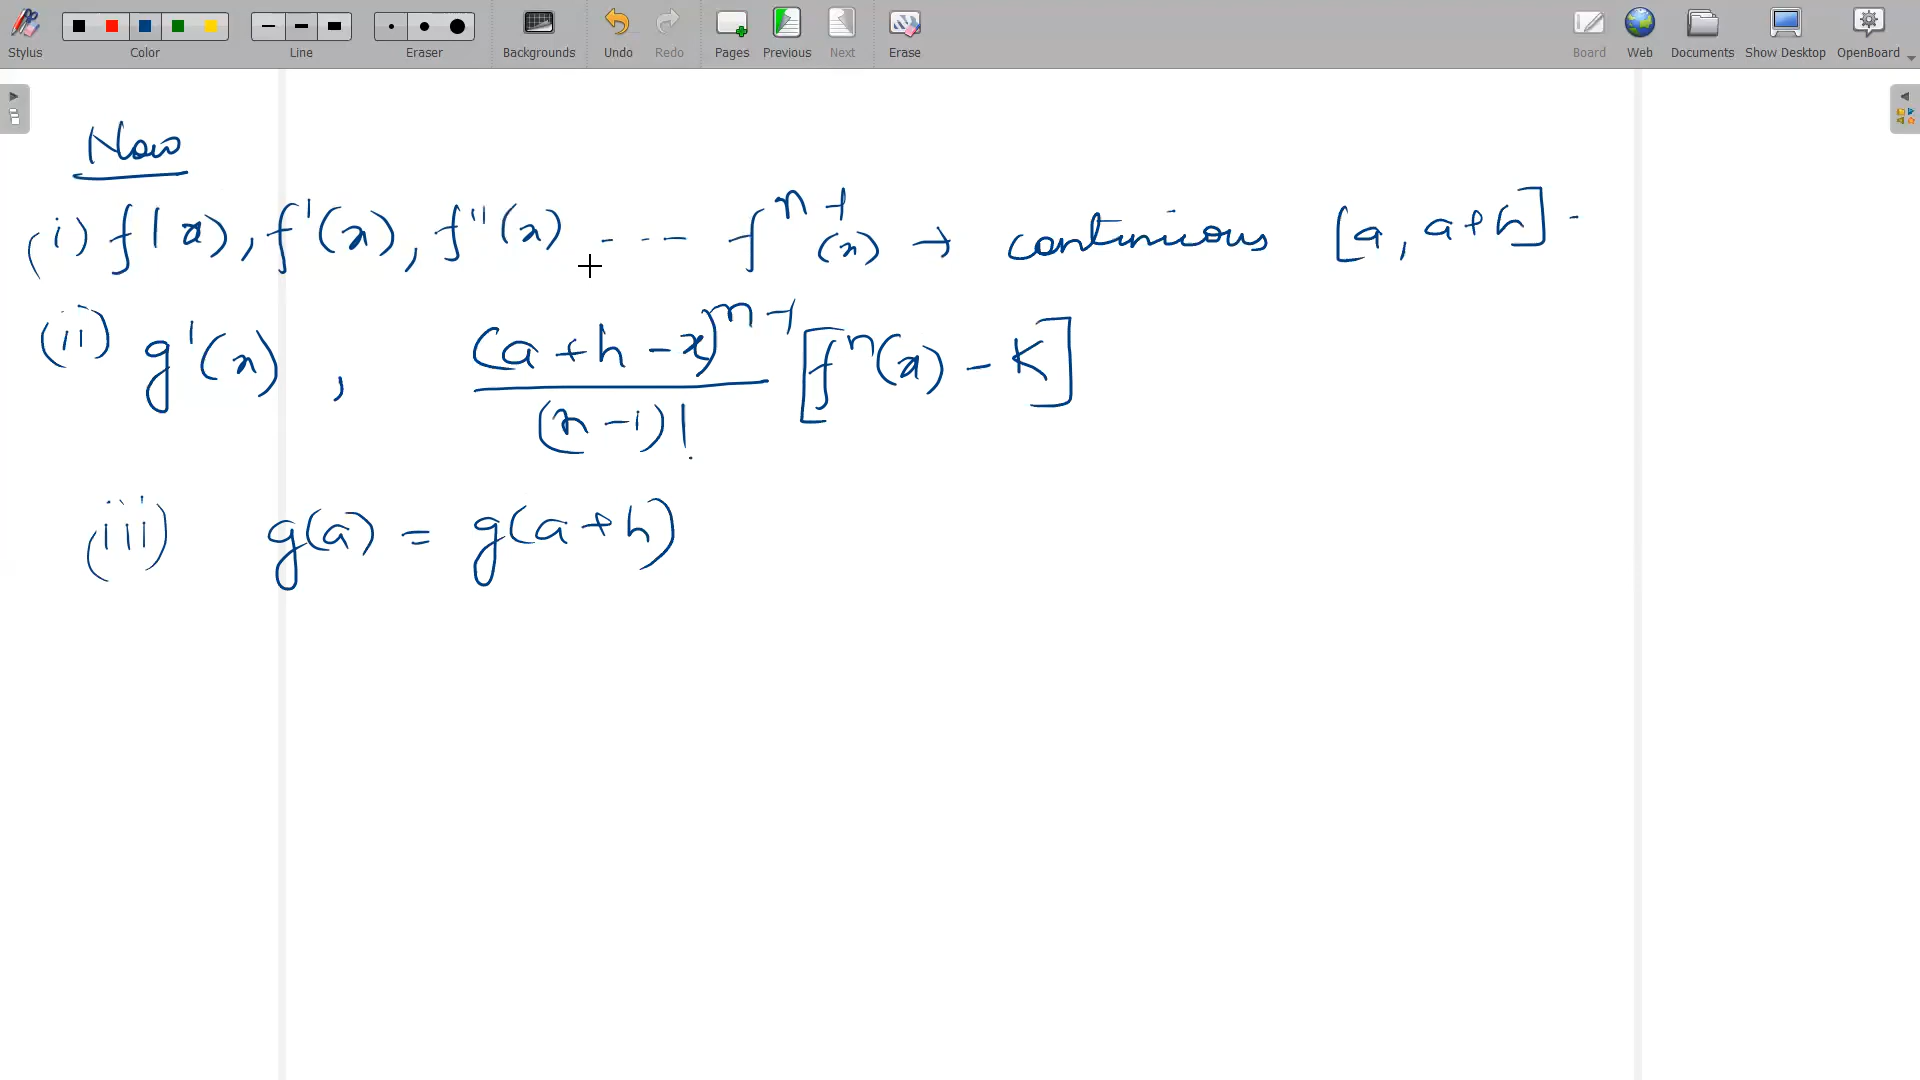 Stylus Color Line Eraser Backgrounds Undo Redo Pages Previous Next Erase Board Web Documents Show Desktop OpenBoard
Now
(i) f(x), f'(x), f''(x) ---- f^{n-1}(x) → continuous [a, a+h].
(ii) g'(x), \frac{(a+h-x)^{n-1}}{(n-1)!} [f^n(x) - K]
(iii) g(a) = g(a+h)